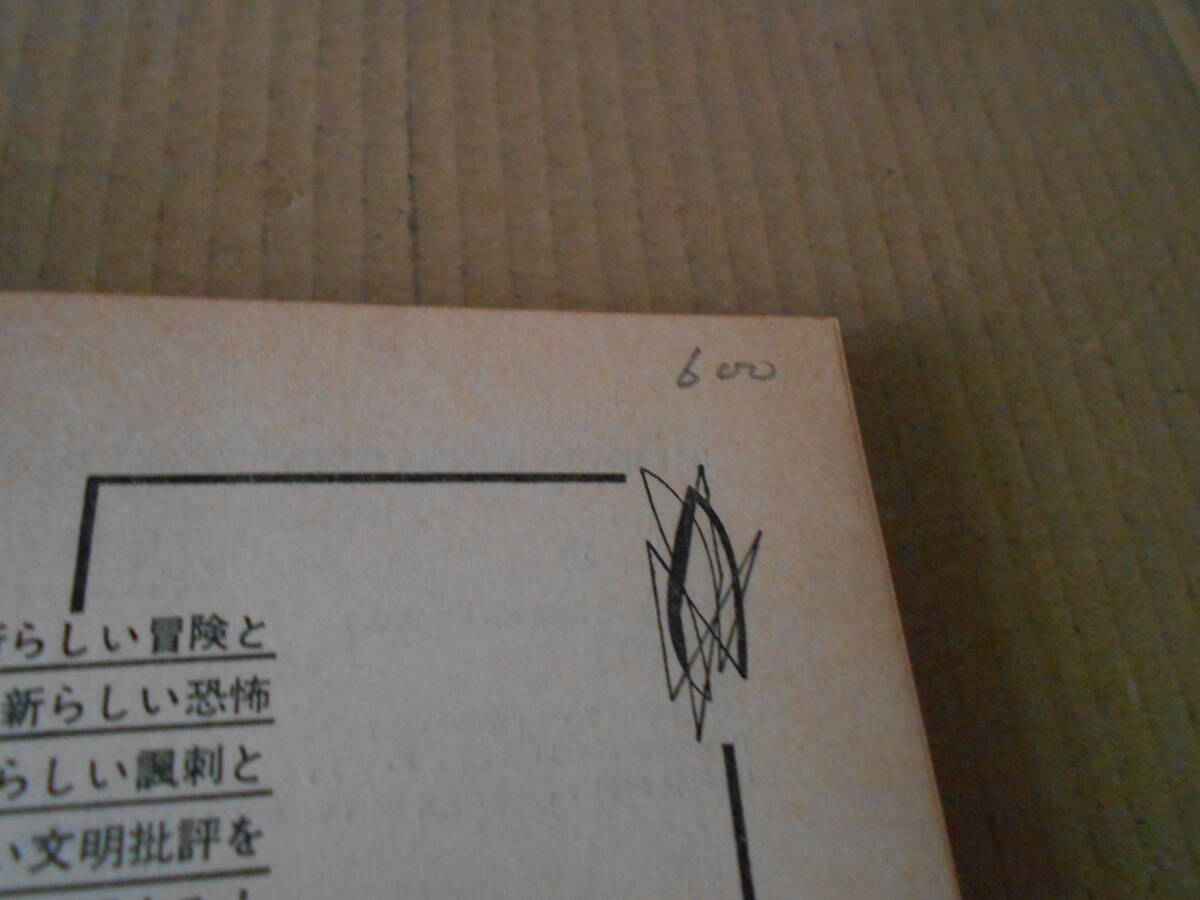 600
らしい冒険と
新らしい恐怖
らしい諷刺と
い文明批評を